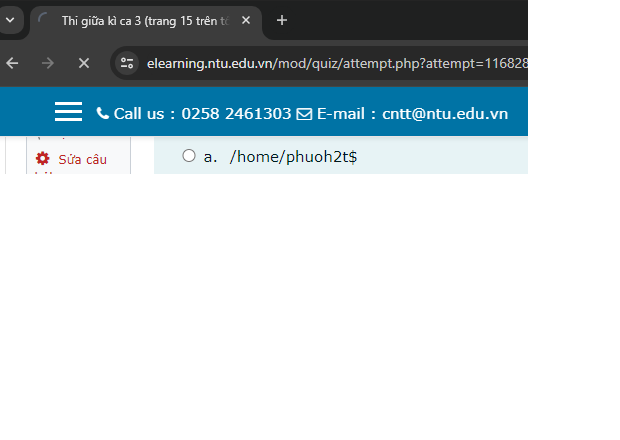 Thi giữa kì ca 3 (trang 15 trên
elearning.ntu.edu.vn/mod/quiz/attempt.php?attempt=116828
Call us : 0258 2461303 E-mail : cntt@ntu.edu.vn
Sửa câu
a. /home/phuoh2t$